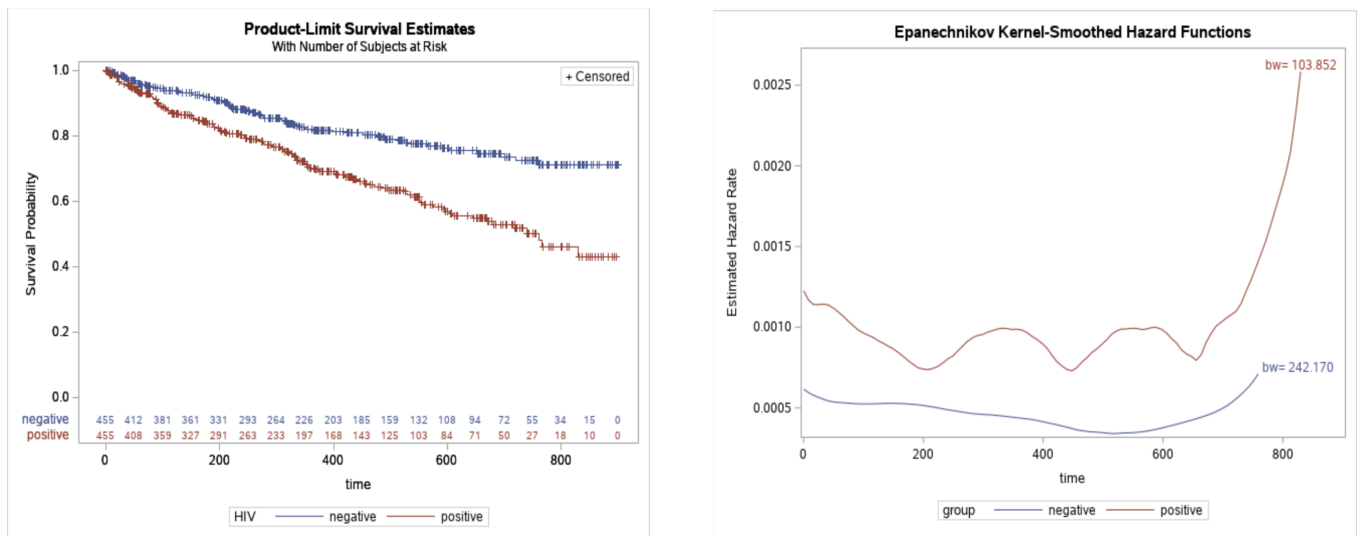 Product-Limit Survival Estimates
With Number of Subjects at Risk
+ Censored
Survival Probability
1.0
0.8
0.6
0.4
0.2
0.0
negative 455 412 381 361 331 293 264 226 203 185 159 132 108 94 72 55 34 15 0
positive 455 408 359 327 291 263 233 197 168 143 125 103 84 71 50 27 18 10 0
0 200 400 600 800
time
HIV negative positive
Epanechnikov Kernel-Smoothed Hazard Functions
Estimated Hazard Rate
0.0025
0.0020
0.0015
0.0010
0.0005
bw= 103.852
bw= 242.170
0 200 400 600 800
time
group negative positive